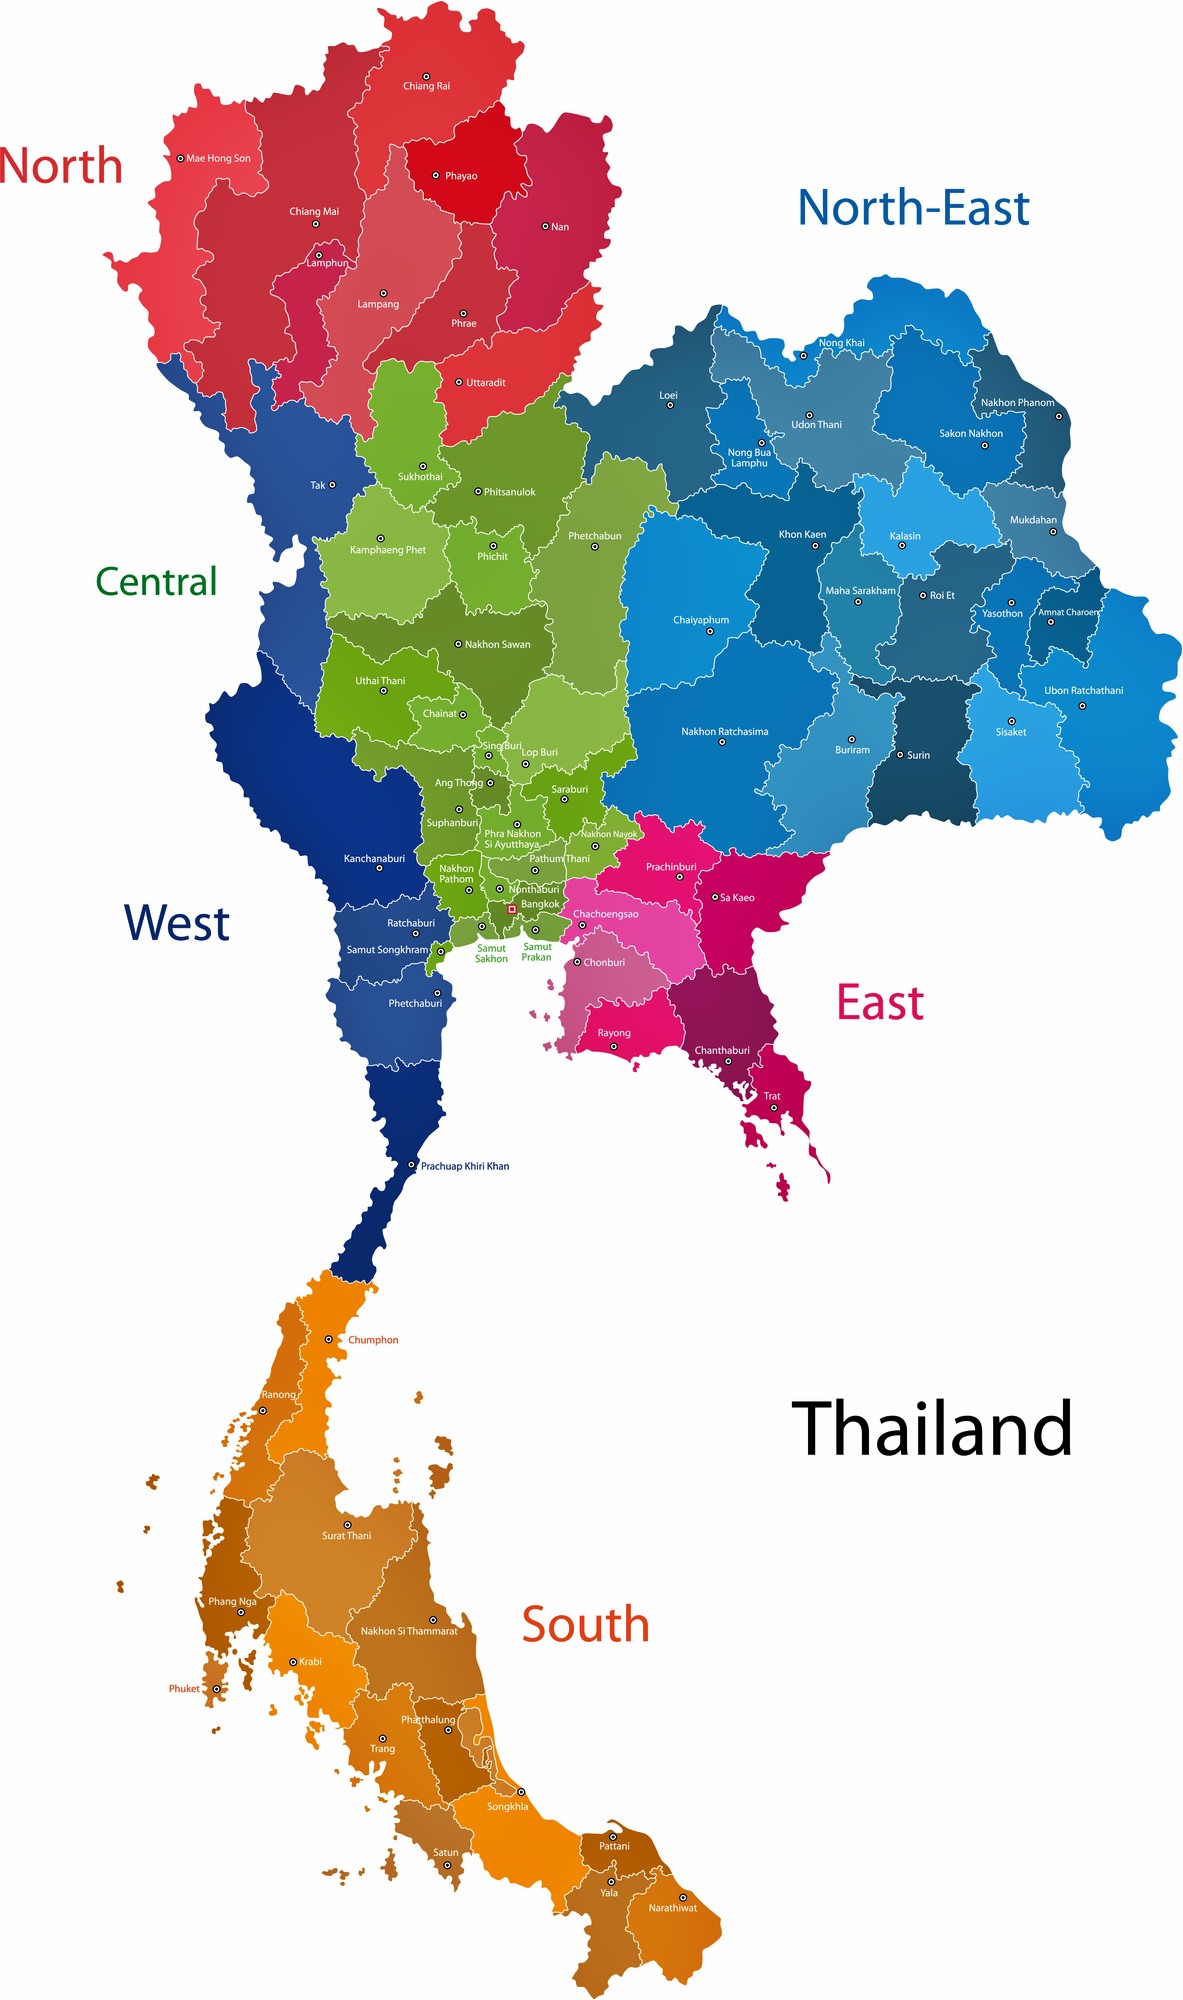 Chiang Rai
North
Mae Hong Son
Phayao
Chiang Mai
Nan
North-East
Lamphun
Lampang
Phrae
Nong Khai
Uttaradit
Loei
Nakhon Phanom
Udon Thani
Sakon Nakhon
Nong Bua
Lamphu
Sukhothai
Tak
Phitsanulok
Mukdahan
Phetchabun
Khon Kaen
Kalasin
Kamphaeng Phet
Phichit
Central
Maha Sarakham
Roi Et
Yasothon
Amnat Charoen
Chaiyaphum
Nakhon Sawan
Uthai Thani
Ubon Ratchathani
Chainat
Nakhon Ratchasima
Sisaket
Sing Buri
Lop Buri
Buriram
Surin
Ang Thong
Saraburi
Suphanburi
Phra Nakhon
Si Ayutthaya
Nakhon Nayok
Kanchanaburi
Pathum Thani
Nakhon
Pathom
Prachinburi
Nonthaburi
Sa Kaeo
Bangkok
West
Ratchaburi
Chachoengsao
Samut Songkhram
Samut
Sakhon
Samut
Prakan
Chonburi
Phetchaburi
East
Rayong
Chanthaburi
Trat
Prachuap Khiri Khan
Chumphon
Ranong
Thailand
Surat Thani
Phang Nga
South
Nakhon Si Thammarat
Krabi
Phuket
Phatthalung
Trang
Songkhla
Pattani
Satun
Yala
Narathiwat